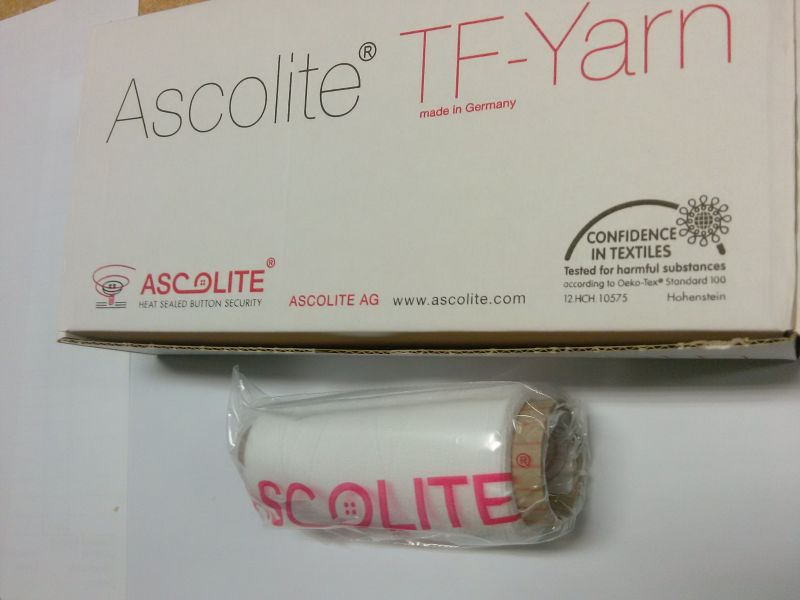 Ascolite® TF-Yarn
made in Germany
CONFIDENCE
IN TEXTILES
Tested for harmful substances
according to Oeko-Tex® Standard 100
12.HCH.10575 Hohenstein
ASCOLITE®
HEAT SEALED BUTTON SECURITY
ASCOLITE AG www.ascolite.com
ASCOLITE®